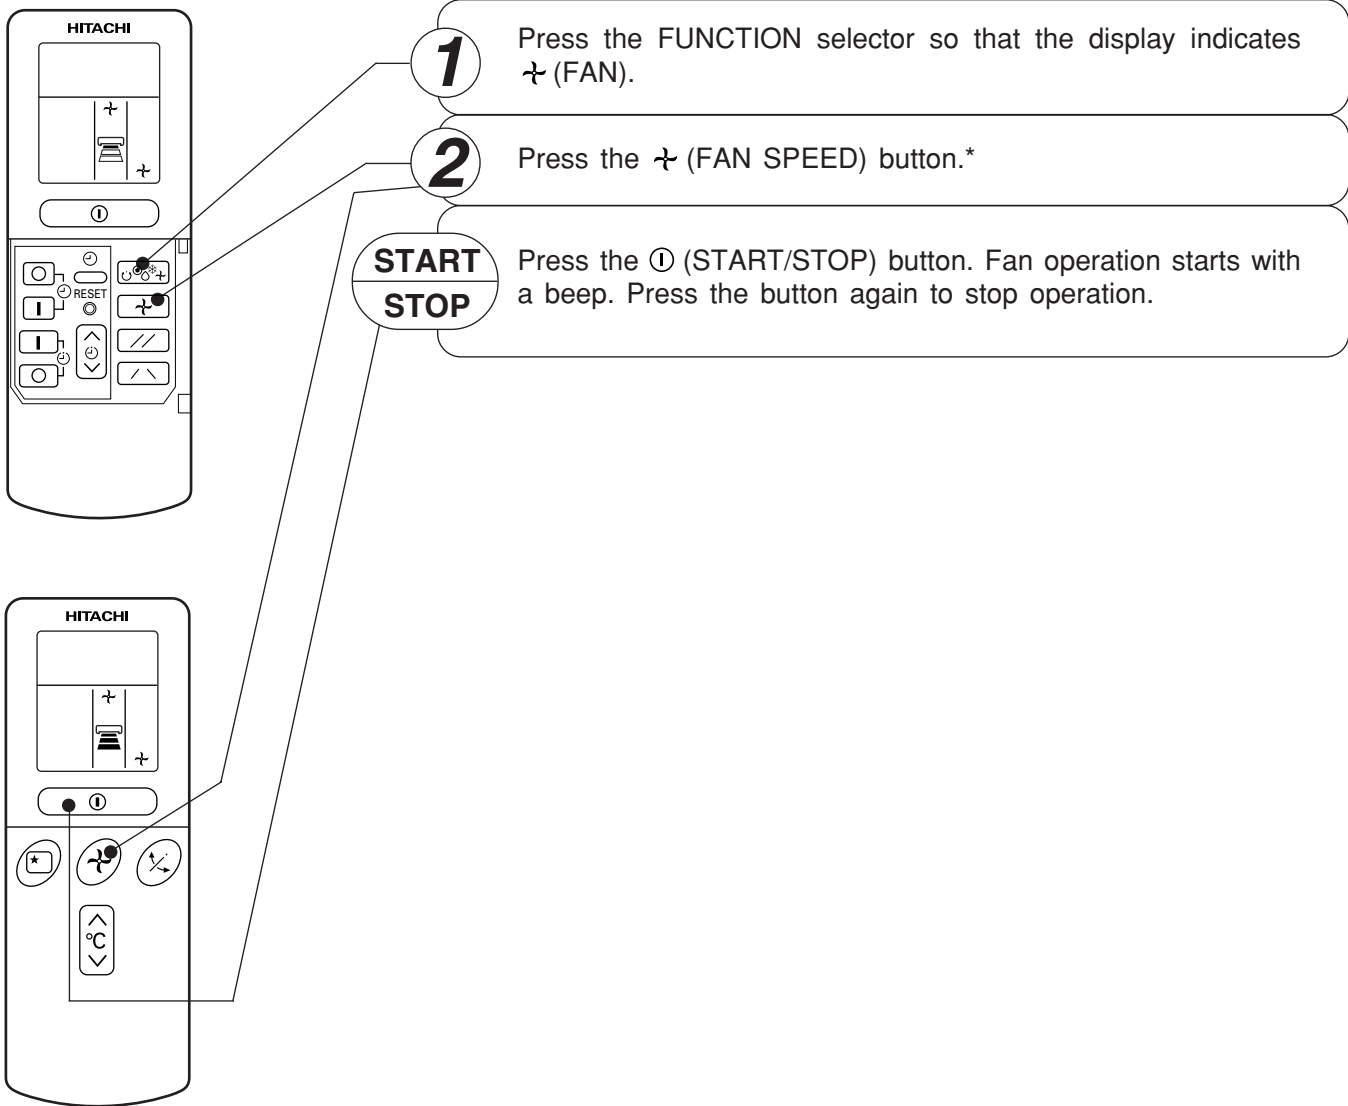 HITACHI
RESET
1
Press the FUNCTION selector so that the display indicates
(FAN).
2
Press the (FAN SPEED) button.*
START
STOP
Press the (START/STOP) button. Fan operation starts with
a beep. Press the button again to stop operation.
HITACHI
°C